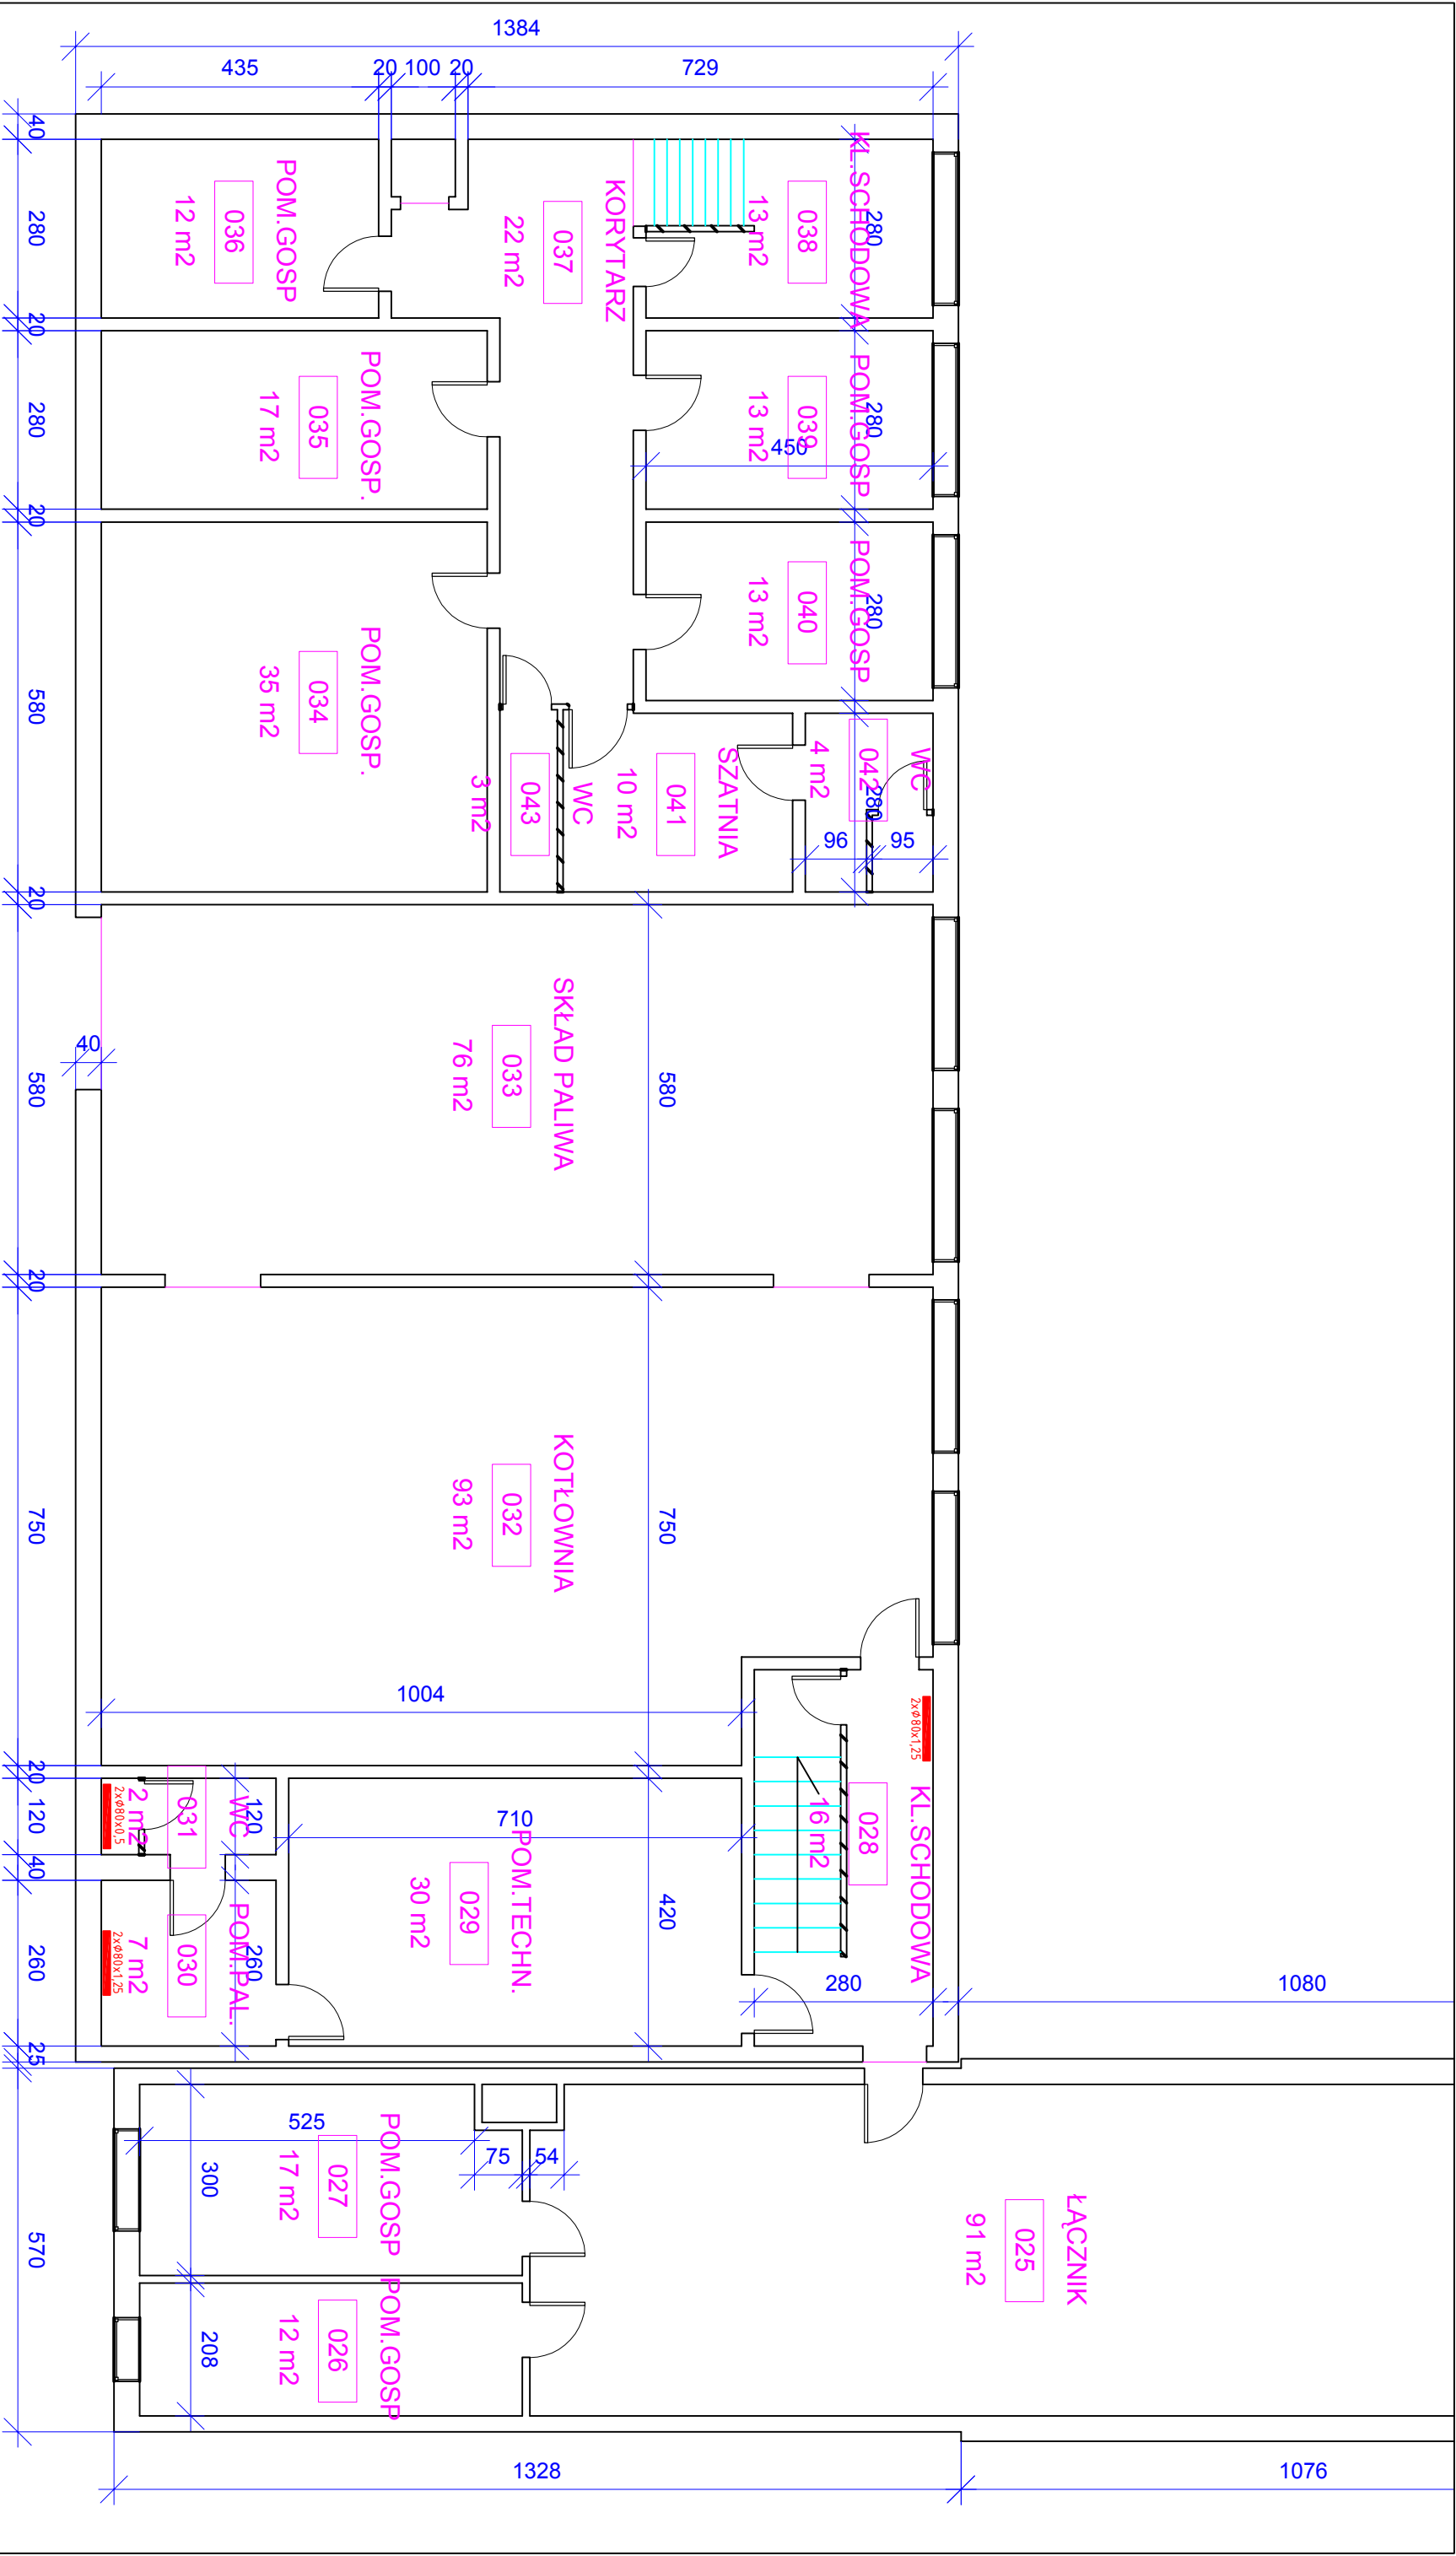 1384
435
20
100
20
729
40
280
20
280
20
580
20
580
20
750
20
120
40
260
25
570
KL.SCHODOWA
038
13 m2
280
KORYTARZ
037
22 m2
POM.GOSP
036
12 m2
POM.GOSP
039
13 m2
280
450
POM.GOSP.
035
17 m2
POM.GOSP
040
13 m2
280
POM.GOSP.
034
35 m2
WC
042
4 m2
280
96
95
SZATNIA
041
10 m2
WC
043
3 m2
SKŁAD PALIWA
033
76 m2
580
40
KOTŁOWNIA
032
93 m2
750
1004
2xφ80x1,25
KL.SCHODOWA
028
16 m2
280
1080
710
POM.TECHN.
029
30 m2
420
WC
031
2 m2
120
2xφ80x0,5
POM.PAL.
030
7 m2
260
2xφ80x1,25
ŁĄCZNIK
025
91 m2
POM.GOSP
027
17 m2
525
75
54
300
POM.GOSP
026
12 m2
208
1328
1076